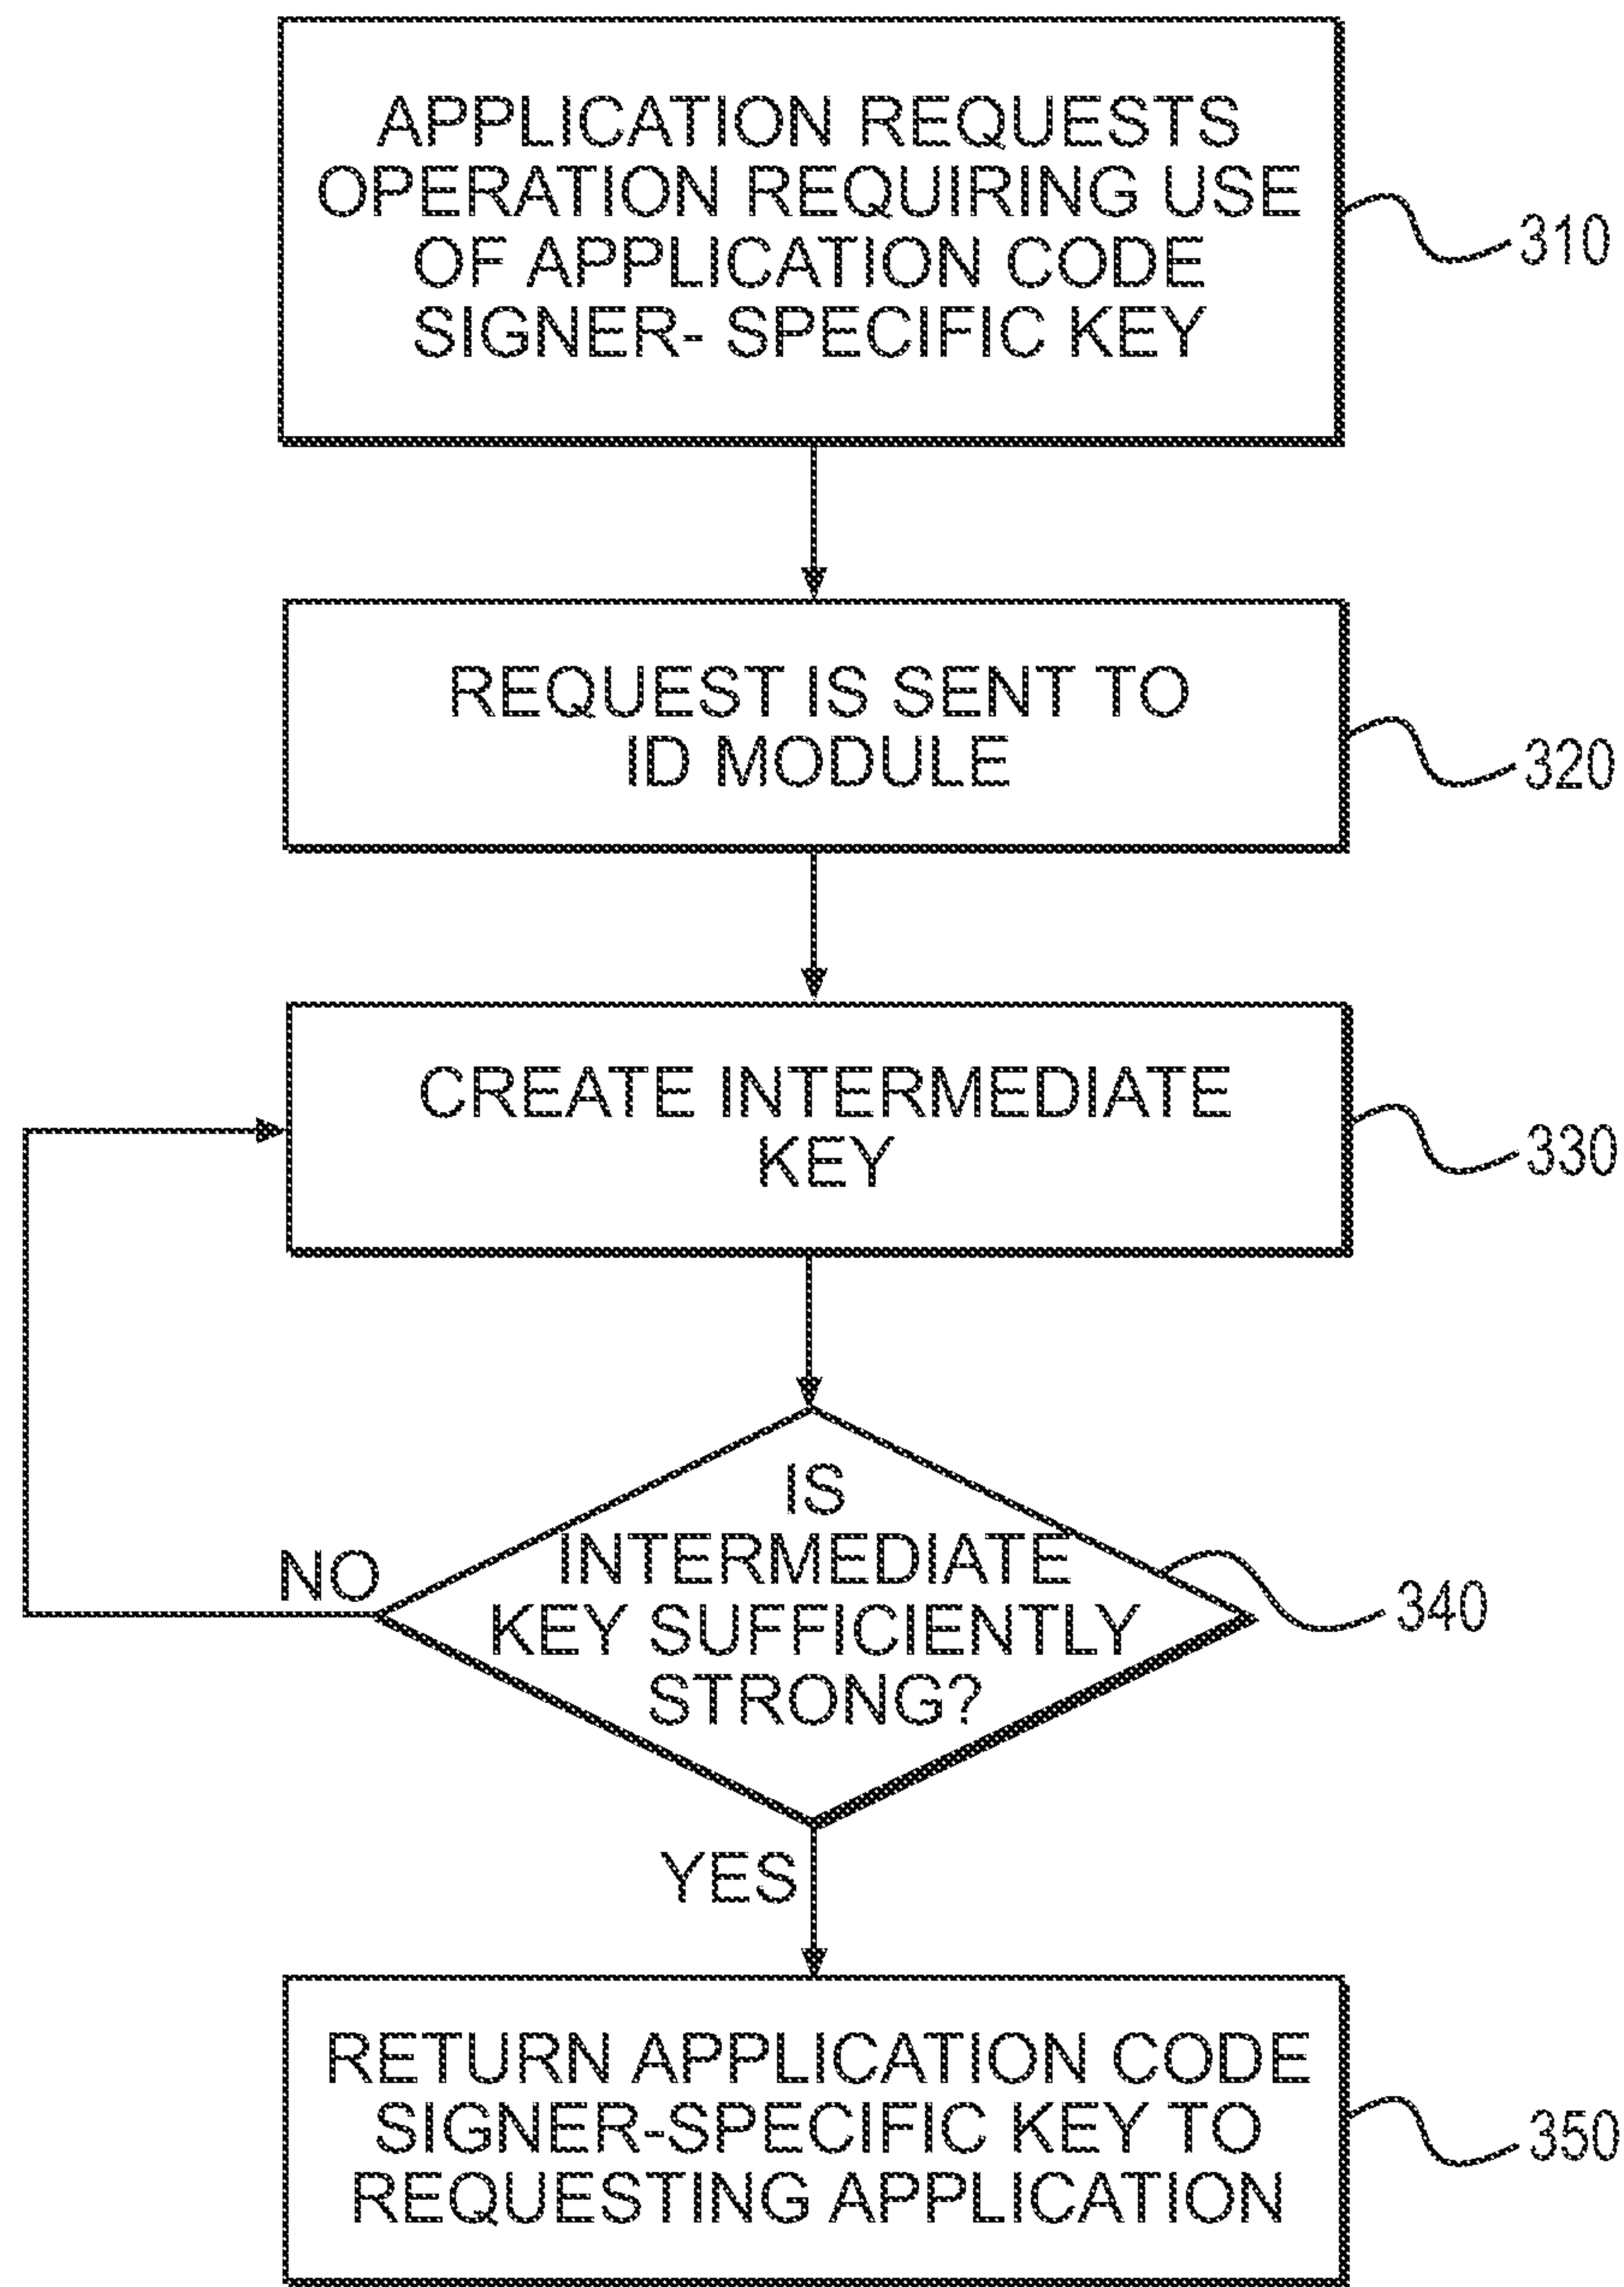 APPLICATION REQUESTS
OPERATION REQUIRING USE
OF APPLICATION CODE
SIGNER- SPECIFIC KEY
310
REQUEST IS SENT TO
ID MODULE
320
CREATE INTERMEDIATE
KEY
330
IS
INTERMEDIATE
KEY SUFFICIENTLY
STRONG?
340
NO
YES
RETURN APPLICATION CODE
SIGNER-SPECIFIC KEY TO
REQUESTING APPLICATION
350